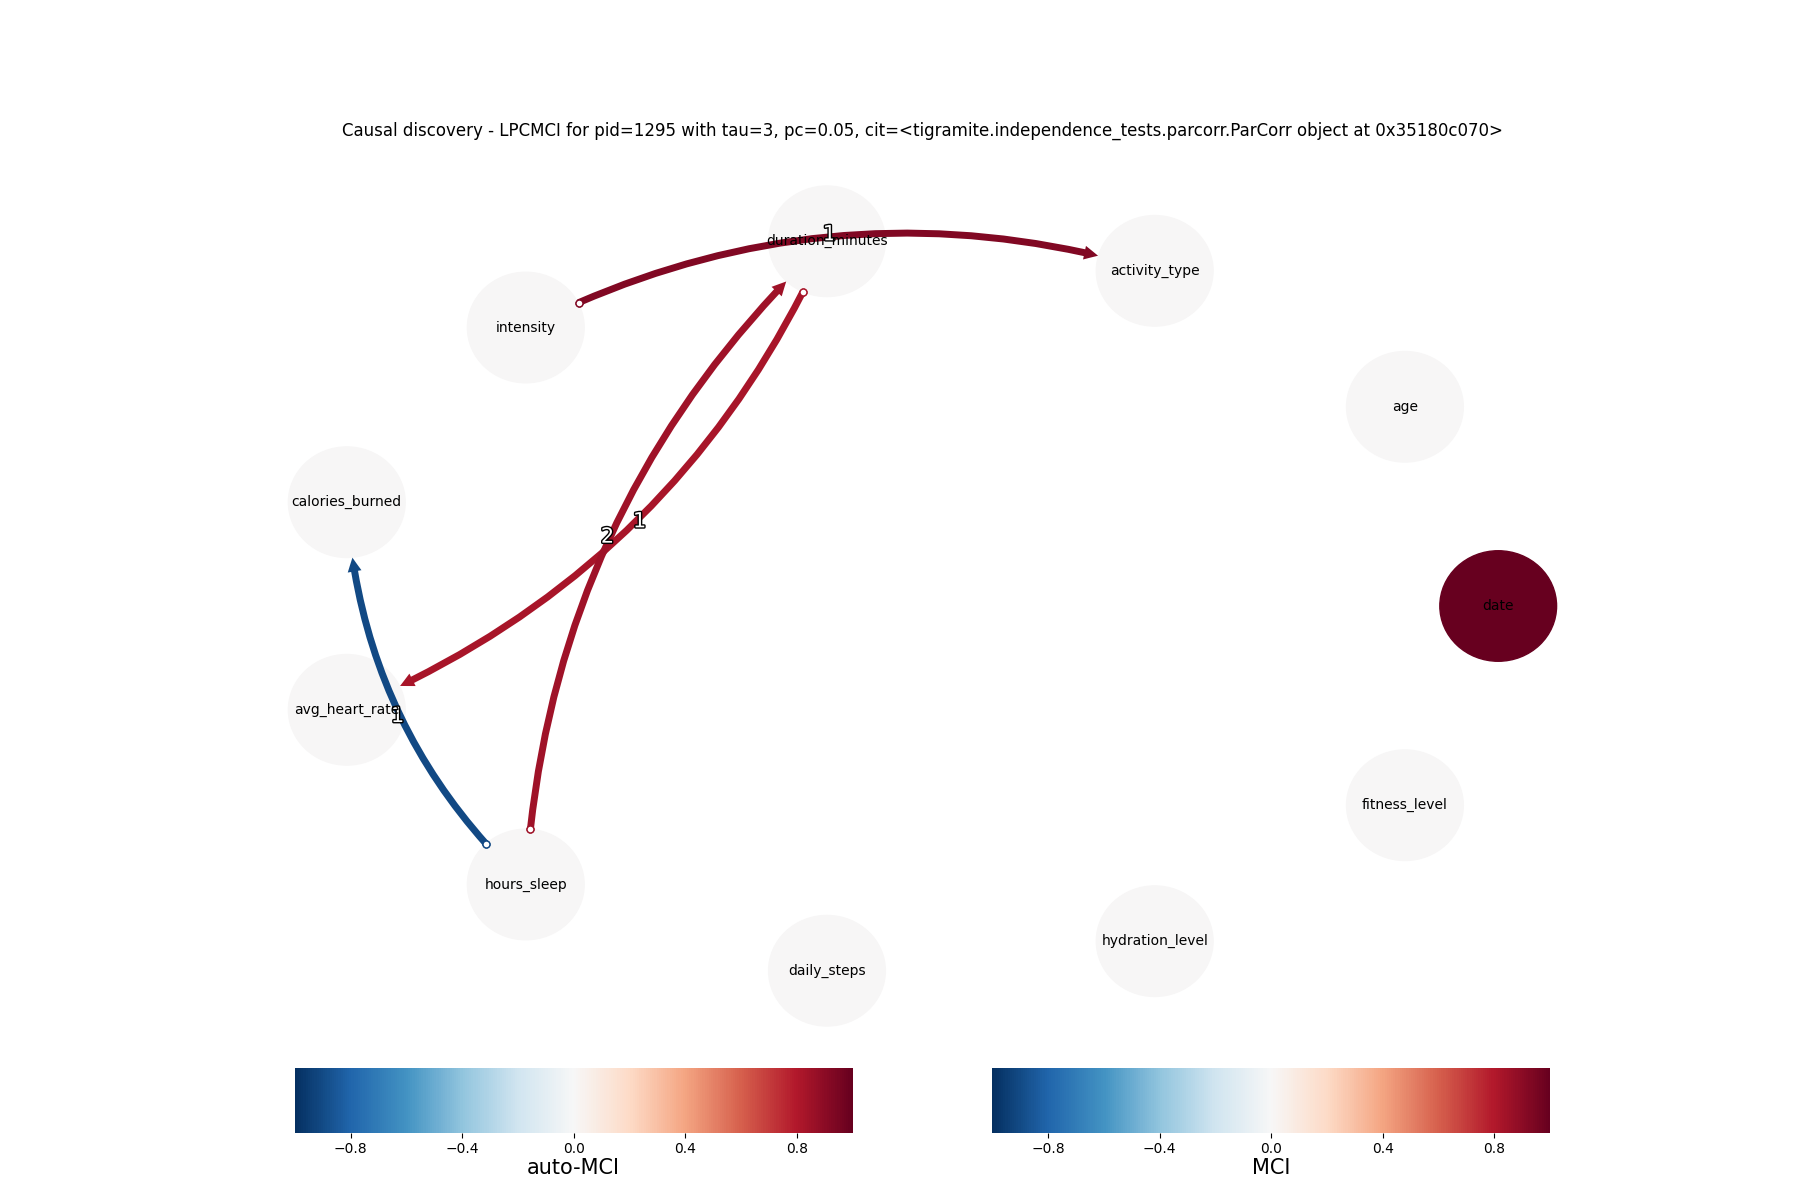 Causal discovery - LPCMCI for pid=1295 with tau=3, pc=0.05, cit=<tigramite.independence_tests.parcorr.ParCorr object at 0x35180c070>
1
duration_minutes
activity_type
intensity
age
calories_burned
1
2
date
avg_heart_rate
1
fitness_level
hours_sleep
hydration_level
daily_steps
−0.8 −0.4 0.0 0.4 0.8
auto-MCI
−0.8 −0.4 0.0 0.4 0.8
MCI